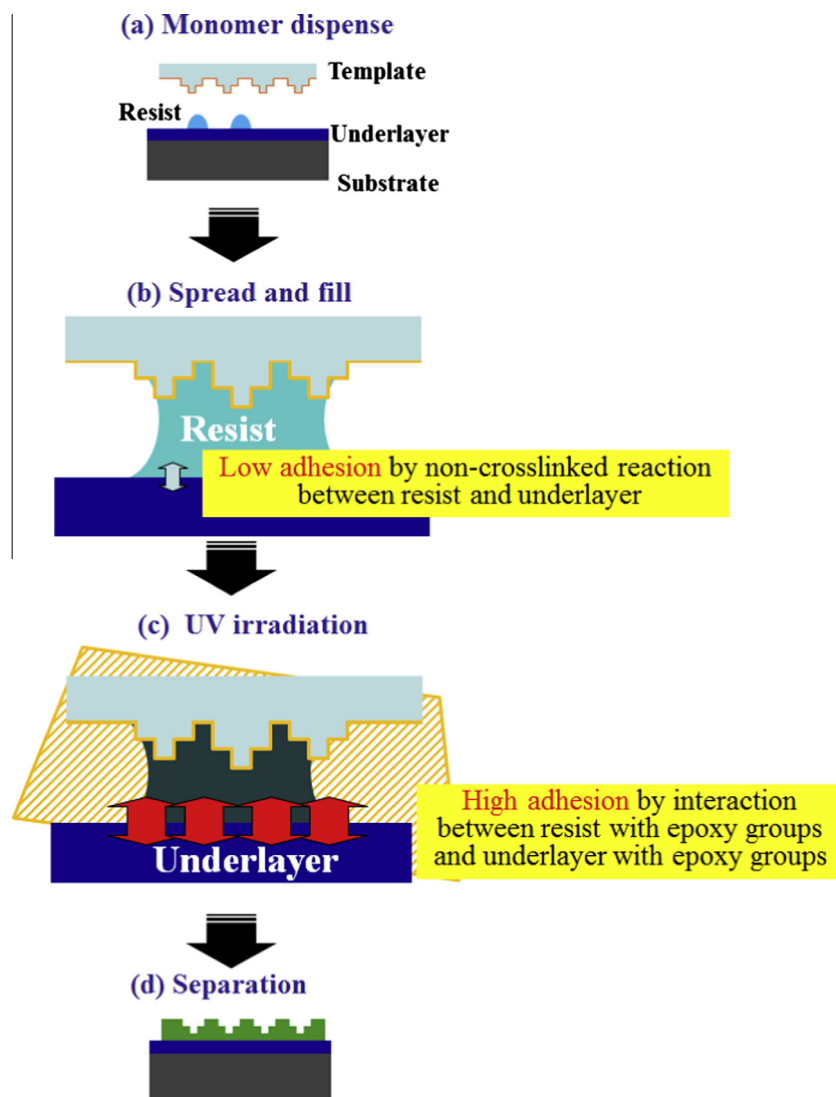 (a) Monomer dispense
Template
Resist
Underlayer
Substrate
(b) Spread and fill
Resist
Low adhesion by non-crosslinked reaction
between resist and underlayer
(c) UV irradiation
High adhesion by interaction
between resist with epoxy groups
and underlayer with epoxy groups
Underlayer
(d) Separation